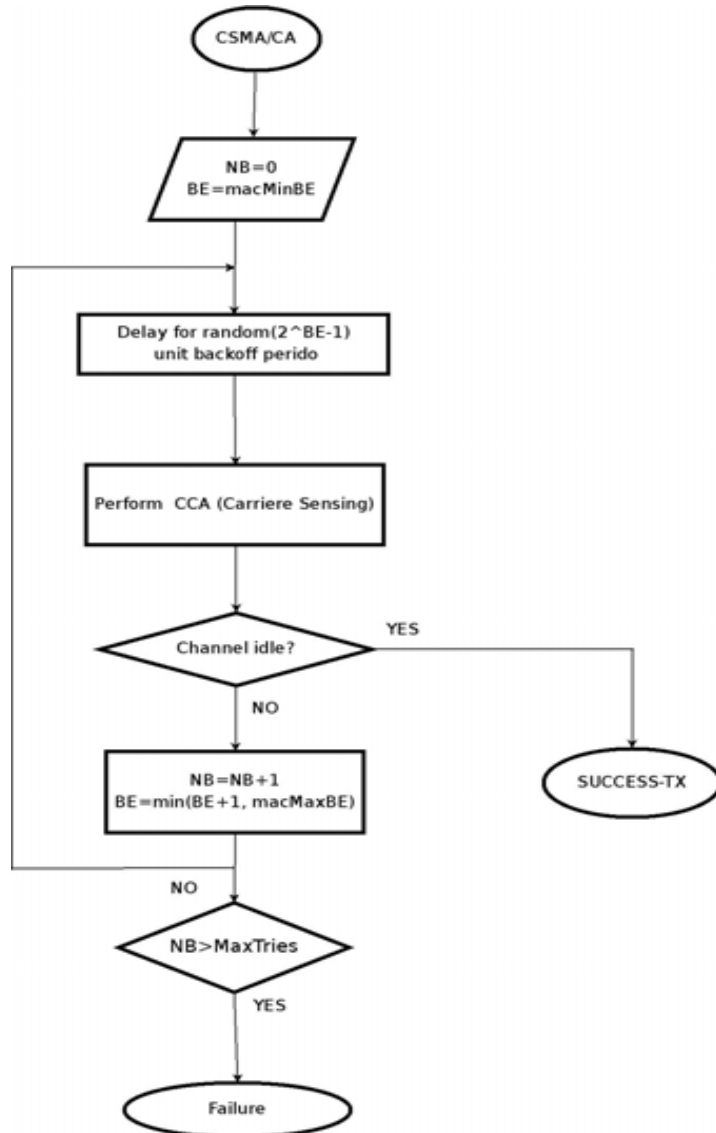 CSMA/CA
NB=0
BE=macMinBE
Delay for random(2^BE-1)
unit backoff perido
Perform CCA (Carriere Sensing)
Channel idle?
YES
NO
NB=NB+1
BE=min(BE+1, macMaxBE)
SUCCESS-TX
NO
NB>MaxTries
YES
Failure